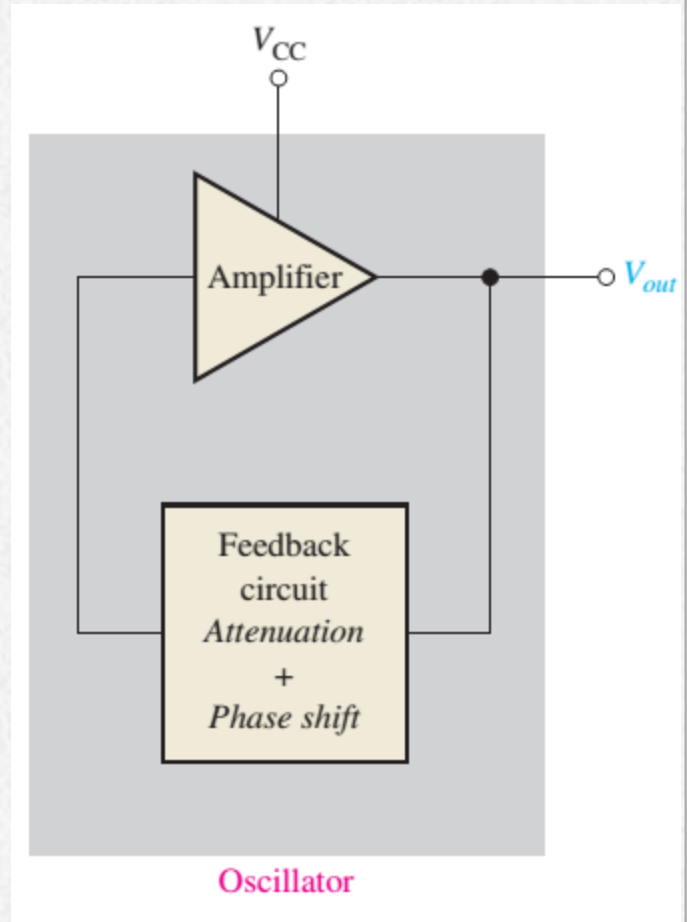 VCC
Amplifier
Vout
Feedback
circuit
Attenuation
+
Phase shift
Oscillator